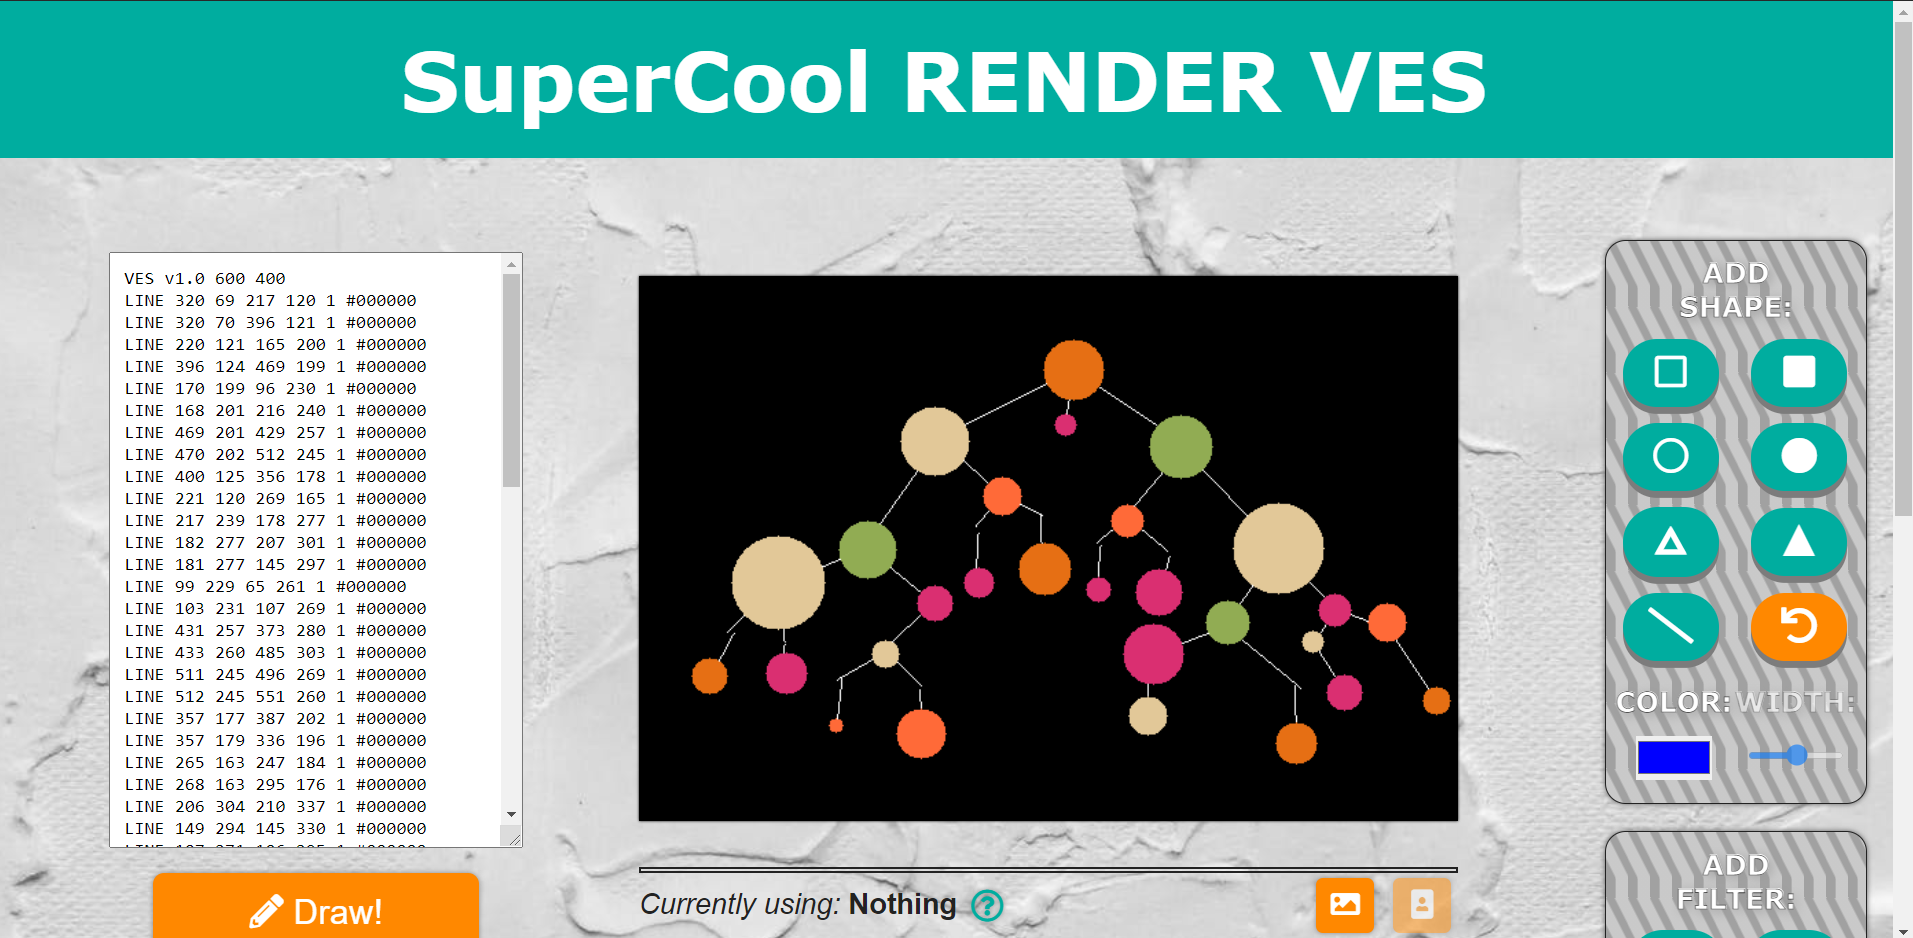 SuperCool RENDER VES
VES v1.0 600 400
LINE 320 69 217 120 1 #000000
LINE 320 70 396 121 1 #000000
LINE 220 121 165 200 1 #000000
LINE 396 124 469 199 1 #000000
LINE 170 199 96 230 1 #000000
LINE 168 201 216 240 1 #000000
LINE 469 201 429 257 1 #000000
LINE 470 202 512 245 1 #000000
LINE 400 125 356 178 1 #000000
LINE 221 120 269 165 1 #000000
LINE 217 239 178 277 1 #000000
LINE 182 277 207 301 1 #000000
LINE 181 277 145 297 1 #000000
LINE 99 229 65 261 1 #000000
LINE 103 231 107 269 1 #000000
LINE 431 257 373 280 1 #000000
LINE 433 260 485 303 1 #000000
LINE 511 245 496 269 1 #000000
LINE 512 245 551 260 1 #000000
LINE 357 177 387 202 1 #000000
LINE 357 179 336 196 1 #000000
LINE 265 163 247 184 1 #000000
LINE 268 163 295 176 1 #000000
LINE 206 304 210 337 1 #000000
LINE 149 294 145 330 1 #000000
Draw!
Currently using: Nothing
ADD
SHAPE:
COLOR: WIDTH:
ADD
FILTER: